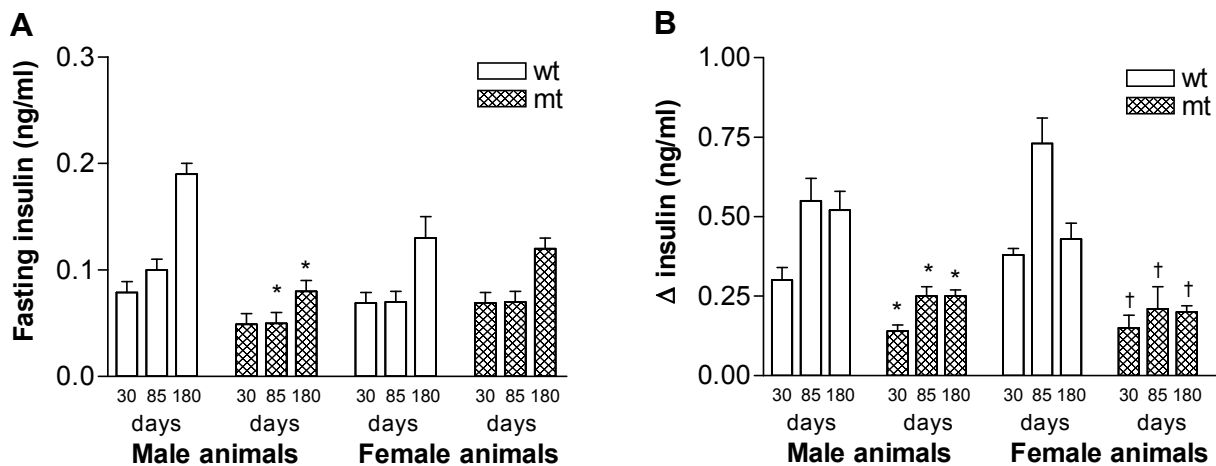 A
Fasting insulin (ng/ml)
0.3
0.2
0.1
0.0
wt
mt
*
*
30 85 180 30 85 180 30 85 180 30 85 180
days days days days
Male animals Female animals
B
Δ insulin (ng/ml)
1.00
0.75
0.50
0.25
0.00
wt
mt
* * * † † †
30 85 180 30 85 180 30 85 180 30 85 180
days days days days
Male animals Female animals